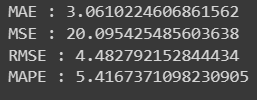 MAE : 3.0610224606861562
MSE : 20.095425485603638
RMSE : 4.482792152844434
MAPE : 5.4167371098230905